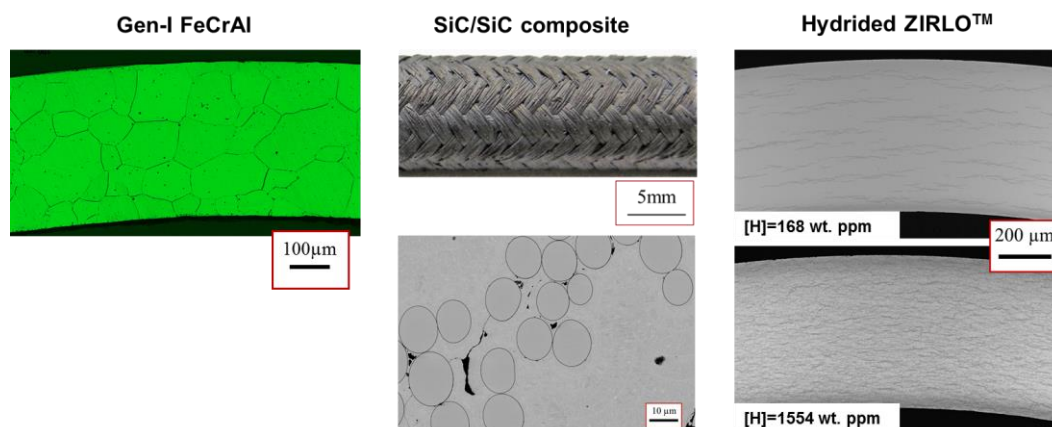 Gen-I FeCrAl
SiC/SiC composite
Hydrided ZIRLO™
100µm
5mm
10 µm
[H]=168 wt. ppm
200 µm
[H]=1554 wt. ppm